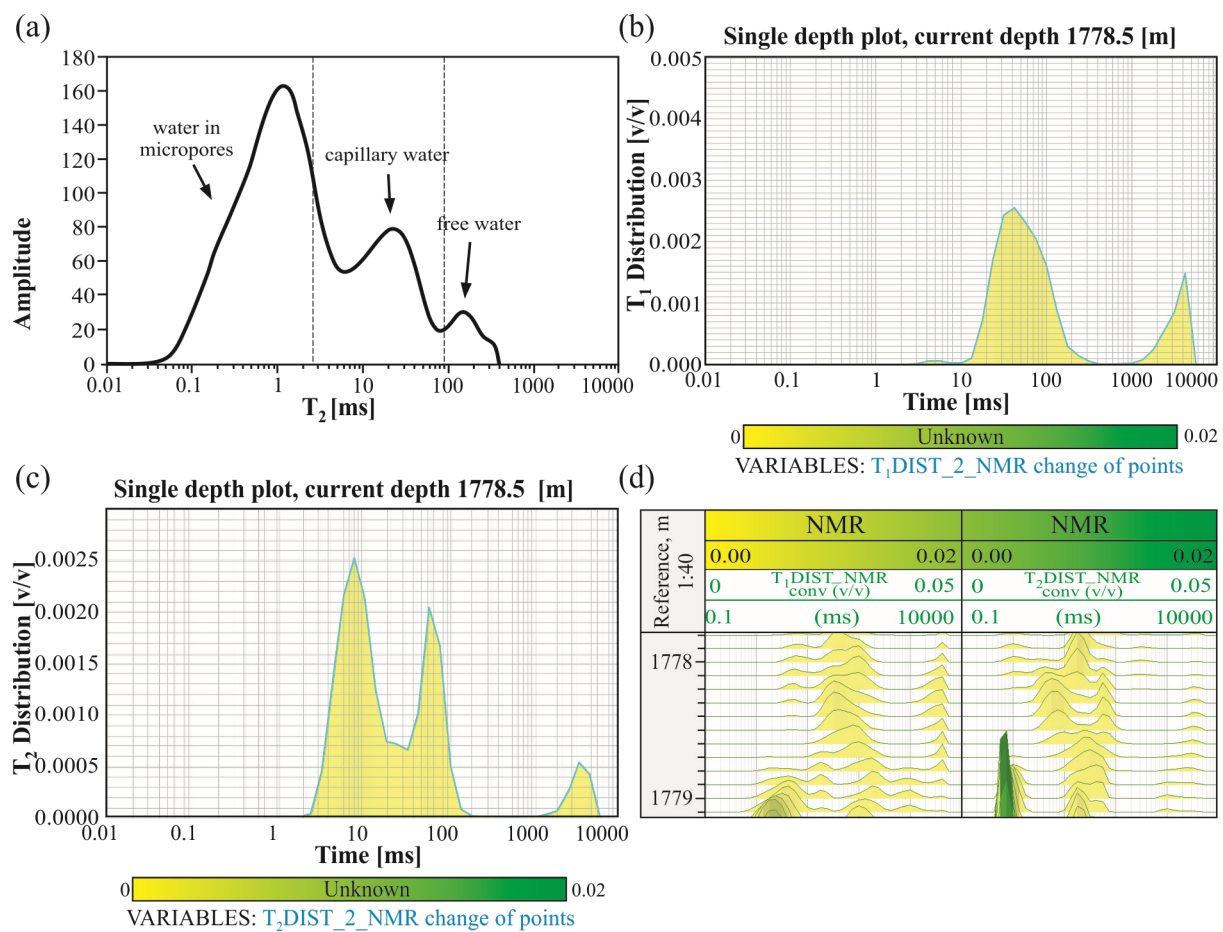 (a)
180
160
140
120
100
80
60
40
20
0
Amplitude
water in
micropores
capillary water
free water
0.01
0.1
1
10
100
1000
10000
T₂ [ms]
(b)
Single depth plot, current depth 1778.5 [m]
0.005
0.004
0.003
0.002
0.001
0.000
T₁ Distribution [v/v]
0.01
0.1
1
10
100
1000
10000
Time [ms]
0 Unknown 0.02
VARIABLES: T₁DIST_2_NMR change of points
(c)
Single depth plot, current depth 1778.5 [m]
0.0025
0.0020
0.0015
0.0010
0.0005
0.0000
T₂ Distribution [v/v]
0.01
0.1
1
10
100
1000
10000
Time [ms]
0 Unknown 0.02
VARIABLES: T₂DIST_2_NMR change of points
(d)
Reference, m
1:40
NMR NMR
0.00 0.02 0.00 0.02
0 T₁DIST_NMR 0.05 0 T₂DIST_NMR 0.05
conv (v/v) conv (v/v)
0.1 (ms) 10000 0.1 (ms) 10000
1778
1779